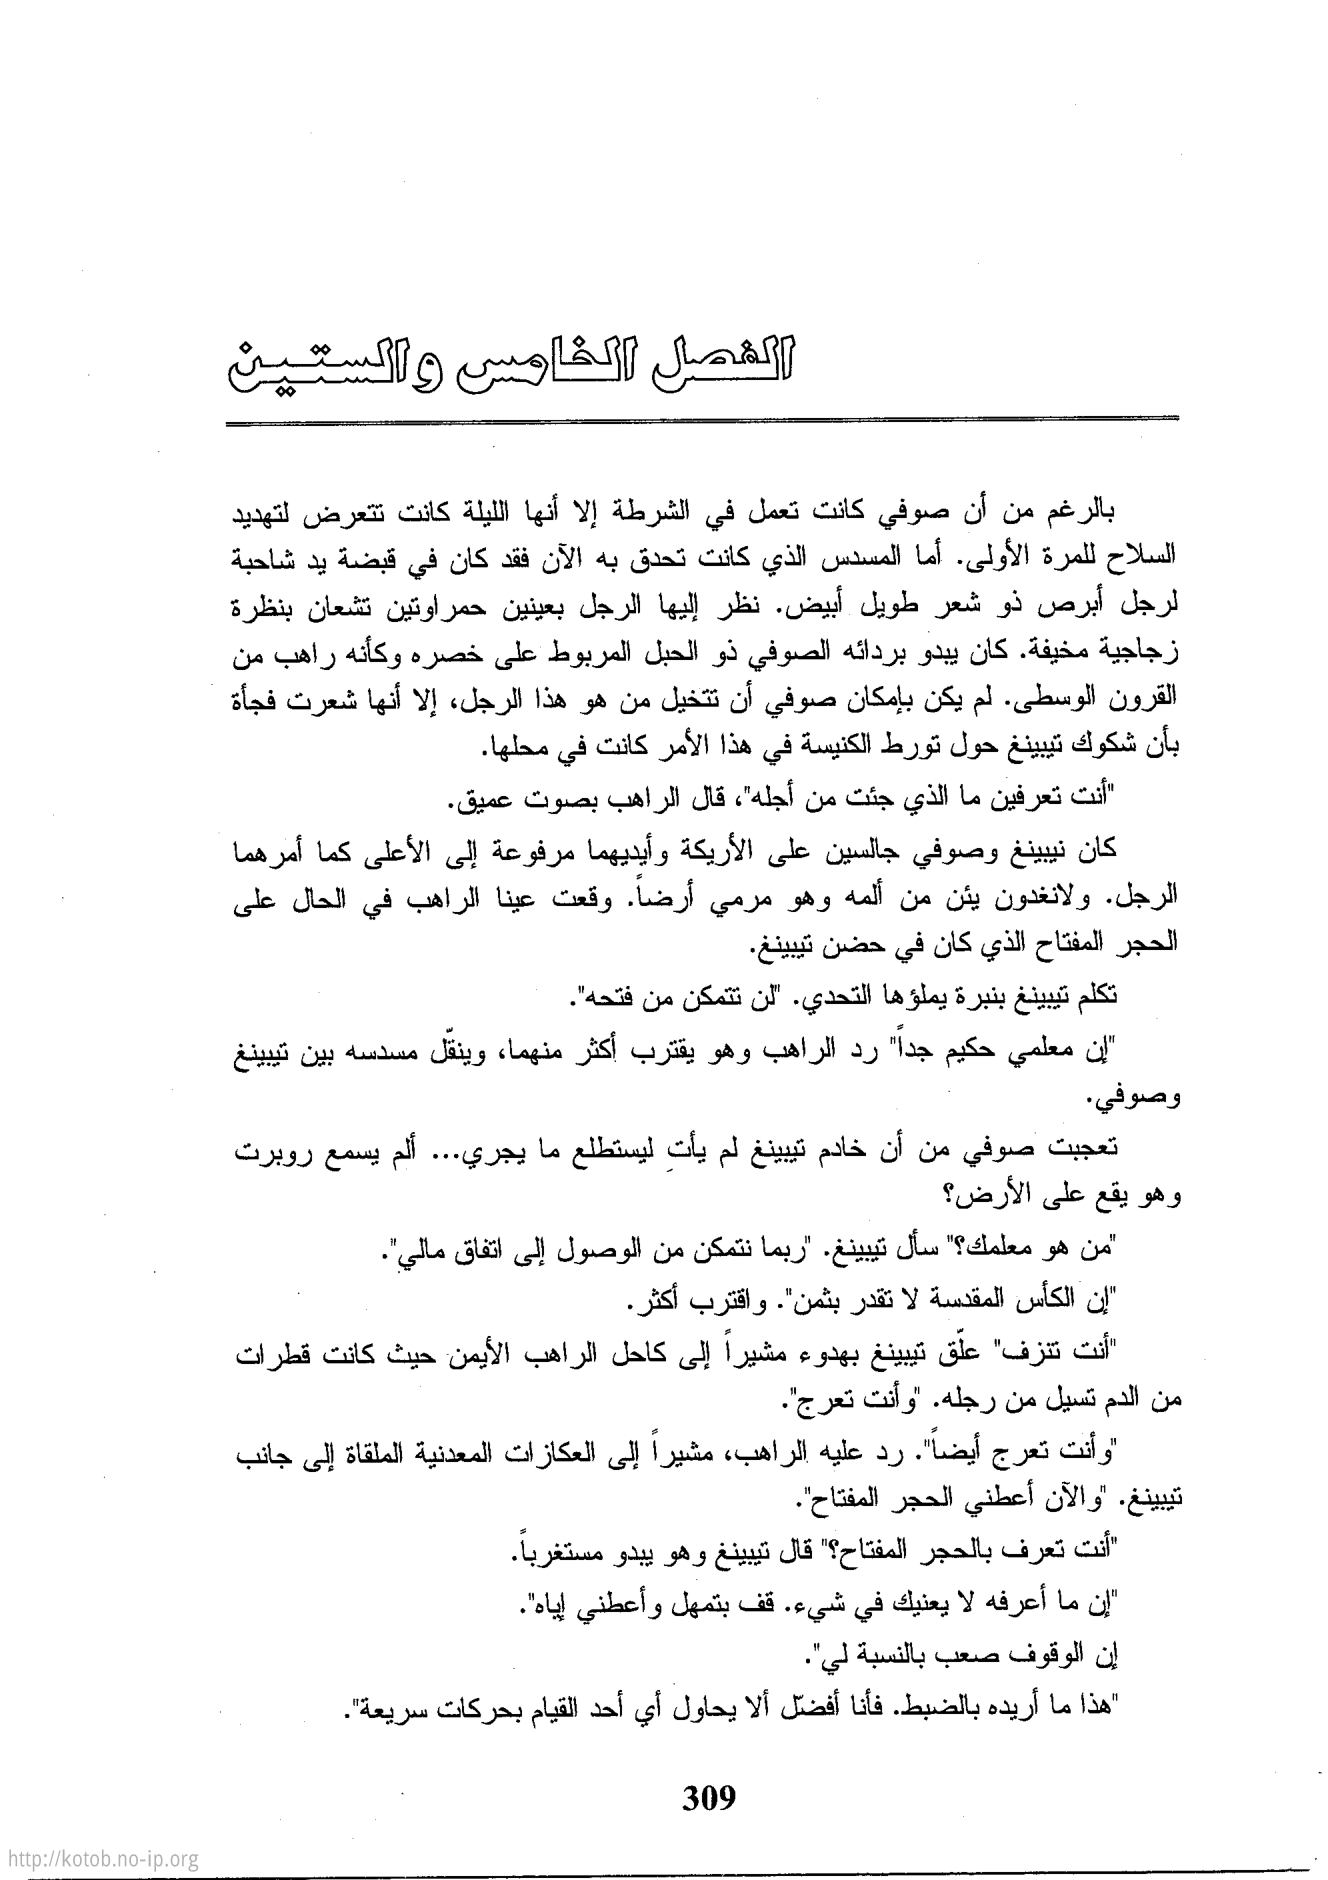 الفصل الخامس والستين
بالرغم من أن صوفي كانت تعمل في الشرطة إلا أنها الليلة كانت تتعرض لتهديد
السلاح للمرة الأولى. أما المسدس الذي كانت تحدق به الآن فقد كان في قبضة يد شاحبة
لرجل أبرص ذو شعر طويل أبيض. نظر إليها الرجل بعينين حمراوتين تشعان بنظرة
زجاجية مخيفة. كان يبدو بردائه الصوفي ذو الحبل المربوط على خصره وكأنه راهب من
القرون الوسطى. لم يكن بإمكان صوفي أن تتخيل من هو هذا الرجل، إلا أنها شعرت فجأة
بأن شكوك تيبينغ حول تورط الكنيسة في هذا الأمر كانت في محلها.
"أنت تعرفين ما الذي جئت من أجله"، قال الراهب بصوت عميق.
كان نيبينغ وصوفي جالسين على الأريكة وأيديهما مرفوعة إلى الأعلى كما أمرهما
الرجل. ولانغدون يئن من ألمه وهو مرمي أرضاً. وقعت عينا الراهب في الحال على
الحجر المفتاح الذي كان في حضن تيبينغ.
تكلم تيبينغ بنبرة يملؤها التحدي. "لن تتمكن من فتحه".
"إن معلمي حكيم جداً" رد الراهب وهو يقترب أكثر منهما، وينقّل مسدسه بين تيبينغ
وصوفي.
تعجبت صوفي من أن خادم تيبينغ لم يأتِ ليستطلع ما يجري... ألم يسمع روبرت
وهو يقع على الأرض؟
"من هو معلمك؟" سأل تيبينغ. "ربما نتمكن من الوصول إلى اتفاق مالي".
"إن الكأس المقدسة لا تقدر بثمن". واقترب أكثر.
"أنت تنزف" علّق تيبينغ بهدوء مشيراً إلى كاحل الراهب الأيمن حيث كانت قطرات
من الدم تسيل من رجله. "وأنت تعرج".
"وأنت تعرج أيضاً". رد عليه الراهب، مشيراً إلى العكازات المعدنية الملقاة إلى جانب
تيبينغ. "والآن أعطني الحجر المفتاح".
"أنت تعرف بالحجر المفتاح؟" قال تيبينغ وهو يبدو مستغرباً.
"إن ما أعرفه لا يعنيك في شيء. قف بتمهل وأعطني إياه".
إن الوقوف صعب بالنسبة لي".
"هذا ما أريده بالضبط. فأنا أفضّل ألا يحاول أي أحد القيام بحركات سريعة".
309
http://kotob.no-ip.org